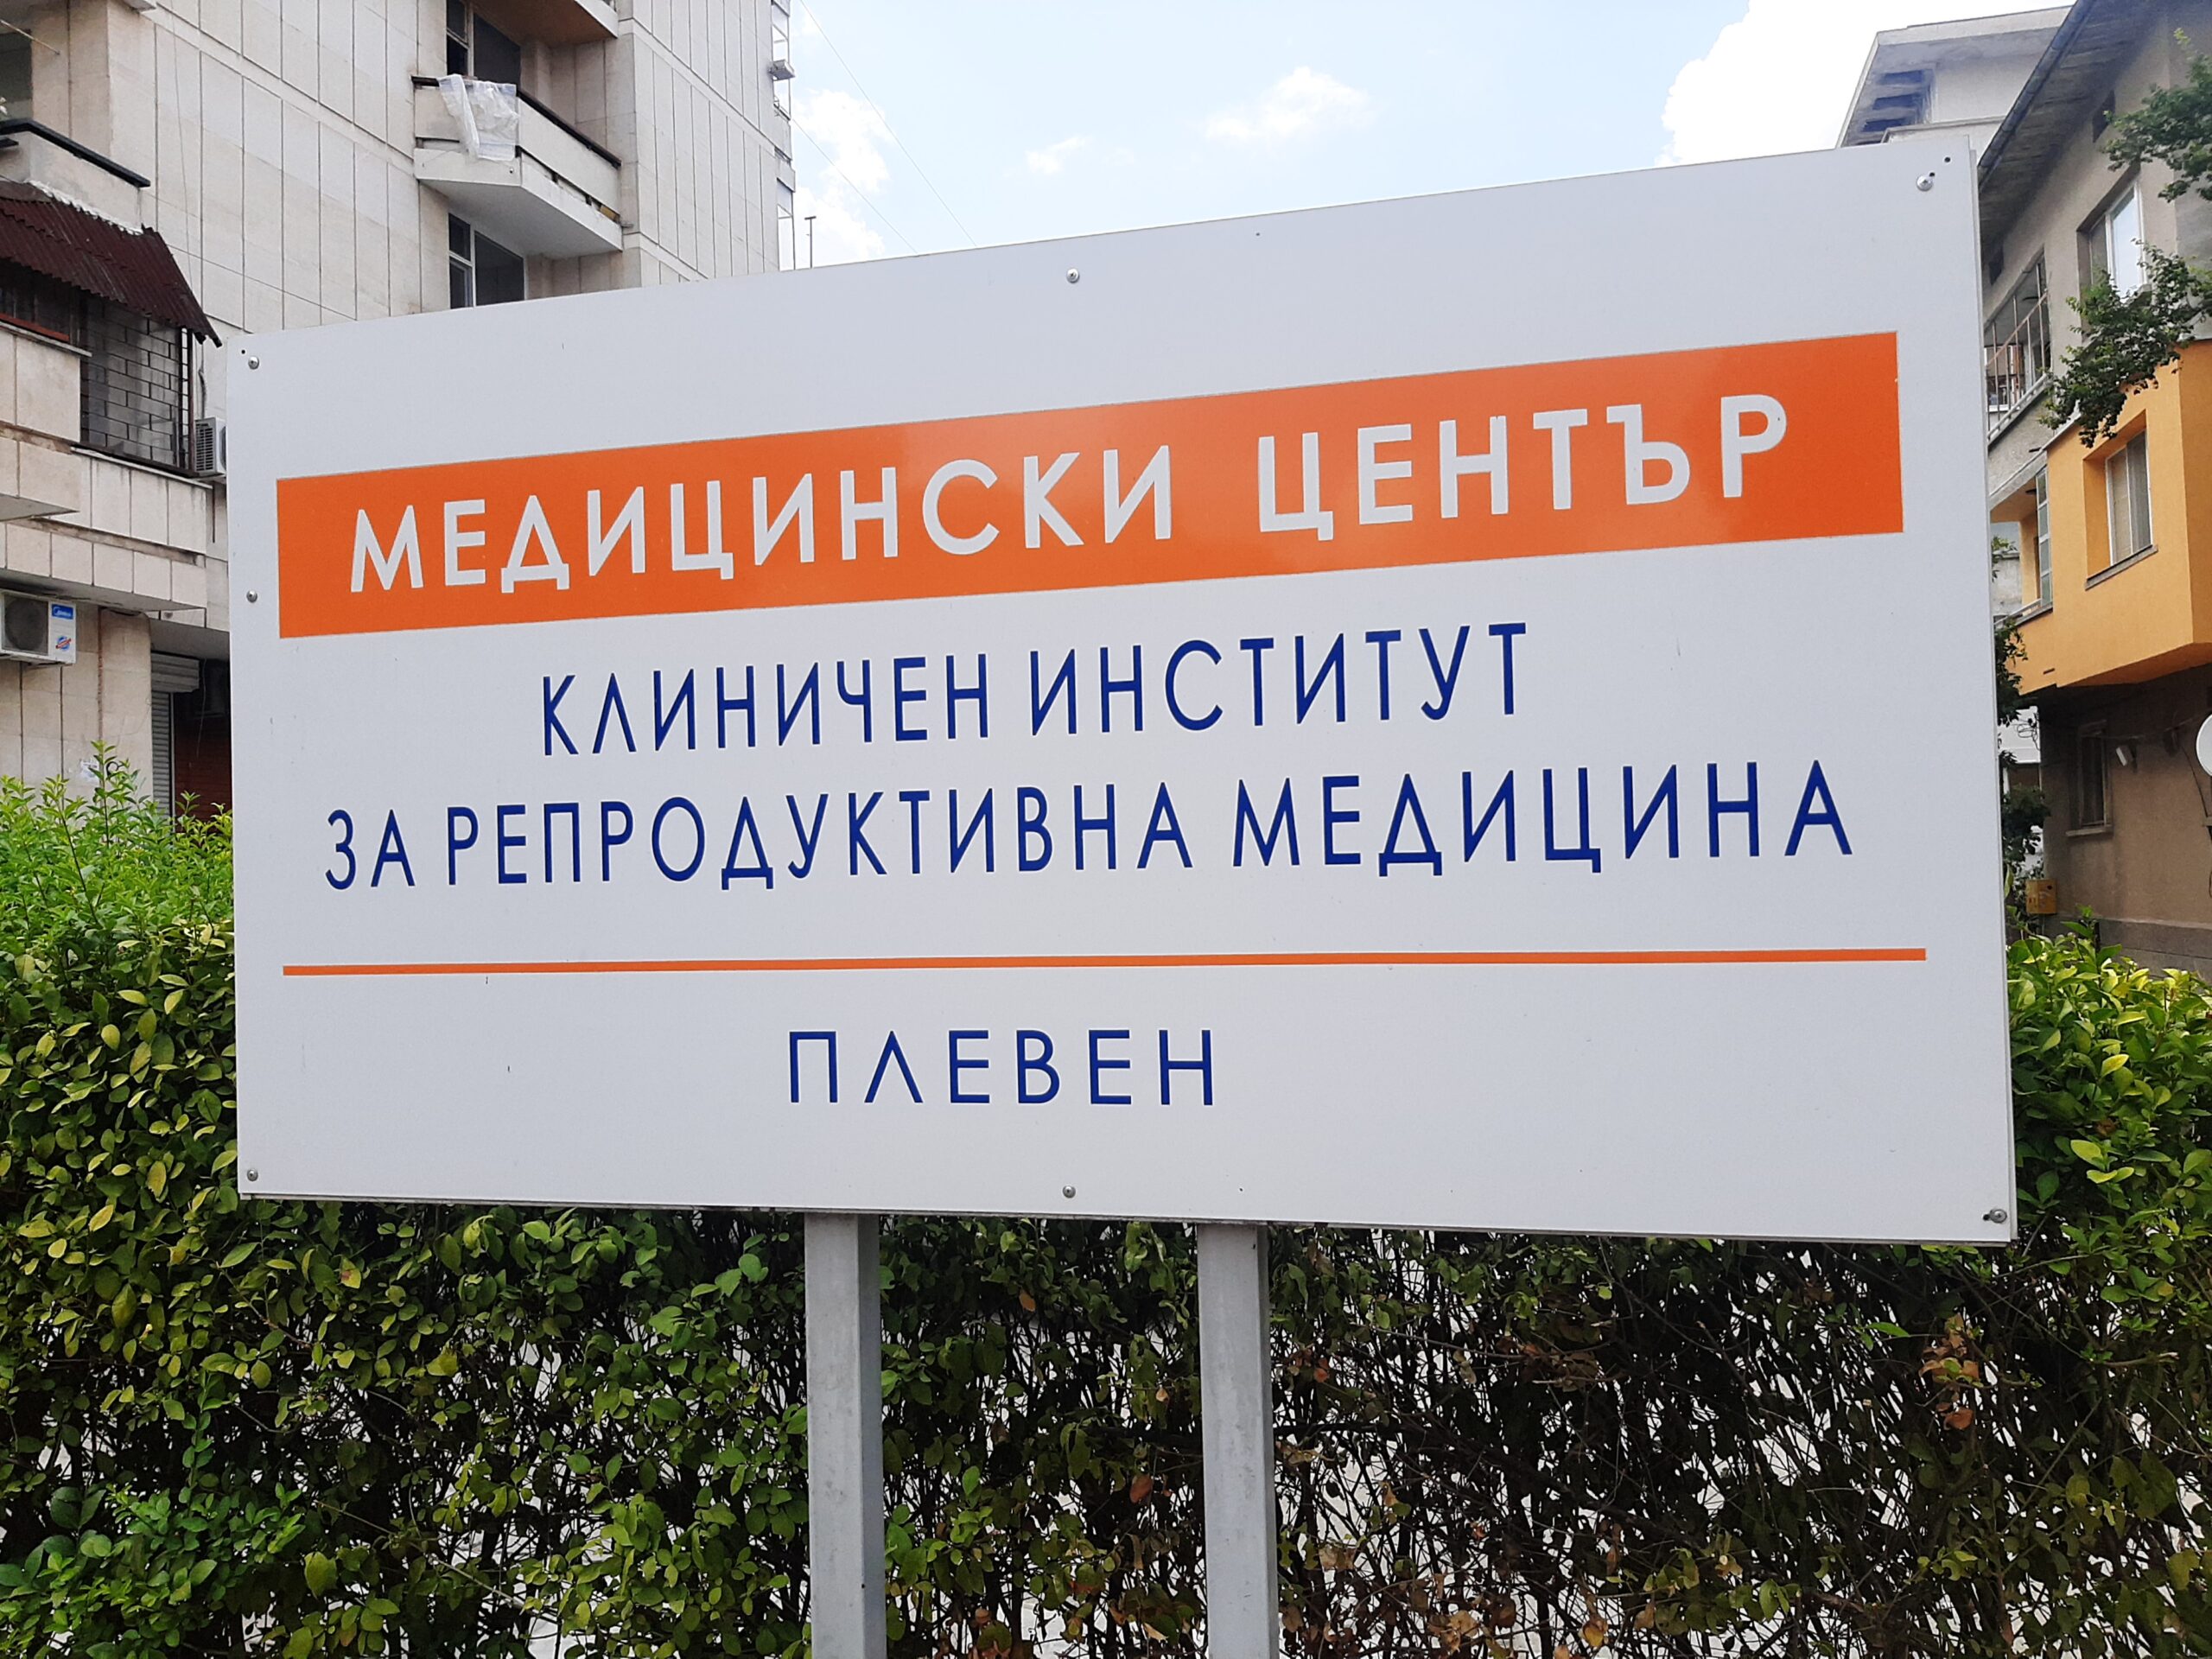 МЕДИЦИНСКИ ЦЕНТЪР
КЛИНИЧЕН ИНСТИТУТ
ЗА РЕПРОДУКТИВНА МЕДИЦИНА
ПЛЕВЕН